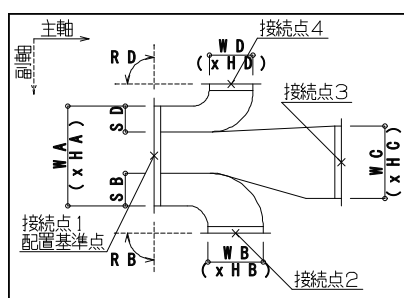 主軸
副軸
接続点4
RD
WD
(xHD)
接続点3
SD
WA
(xHA)
WC
(xHC)
SB
接続点1
配置基準点
RB
WB
(xHB)
接続点2